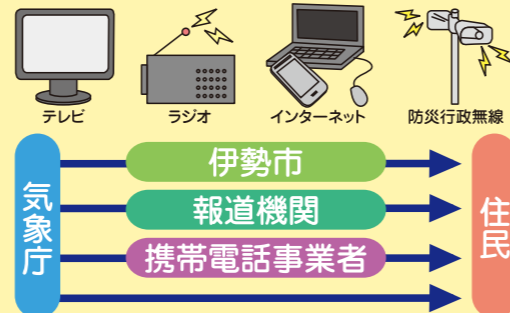 テレビ
ラジオ
インターネット
防災行政無線
気象庁
伊勢市
報道機関
携帯電話事業者
住民